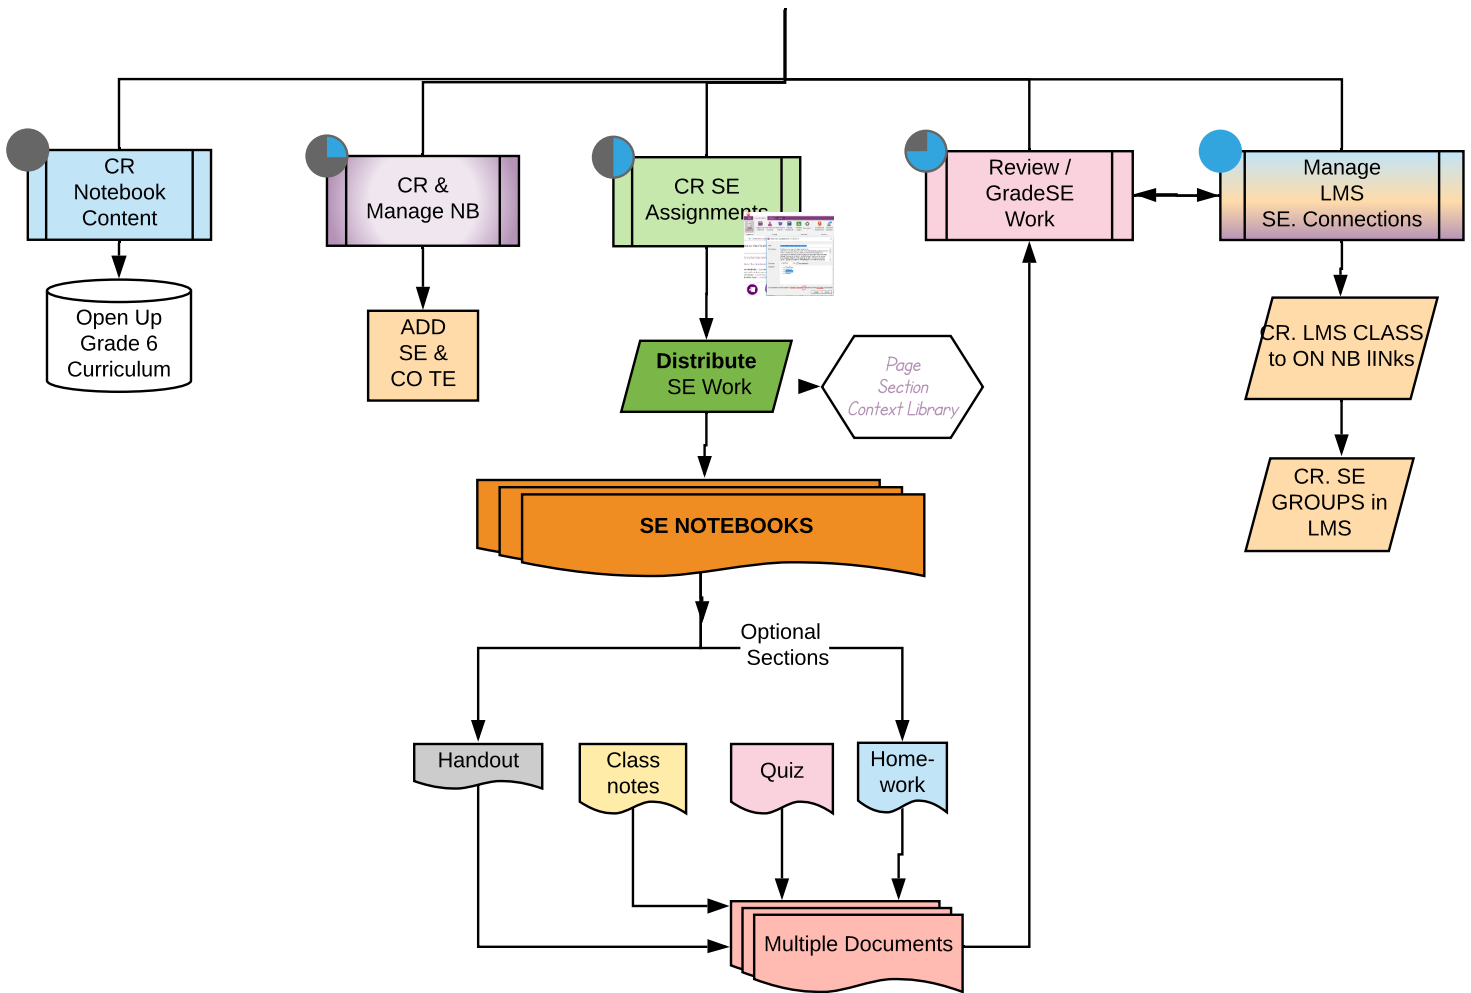 CR
Notebook
Content
CR &
Manage NB
CR SE
Assignments
Review /
GradeSE
Work
Manage
LMS
SE. Connections
Open Up
Grade 6
Curriculum
ADD
SE &
CO TE
Distribute
SE Work
Page
Section
Context Library
CR. LMS CLASS
to ON NB lINks
CR. SE
GROUPS in
LMS
SE NOTEBOOKS
Optional
Sections
Handout
Class
notes
Quiz
Home-
work
Multiple Documents